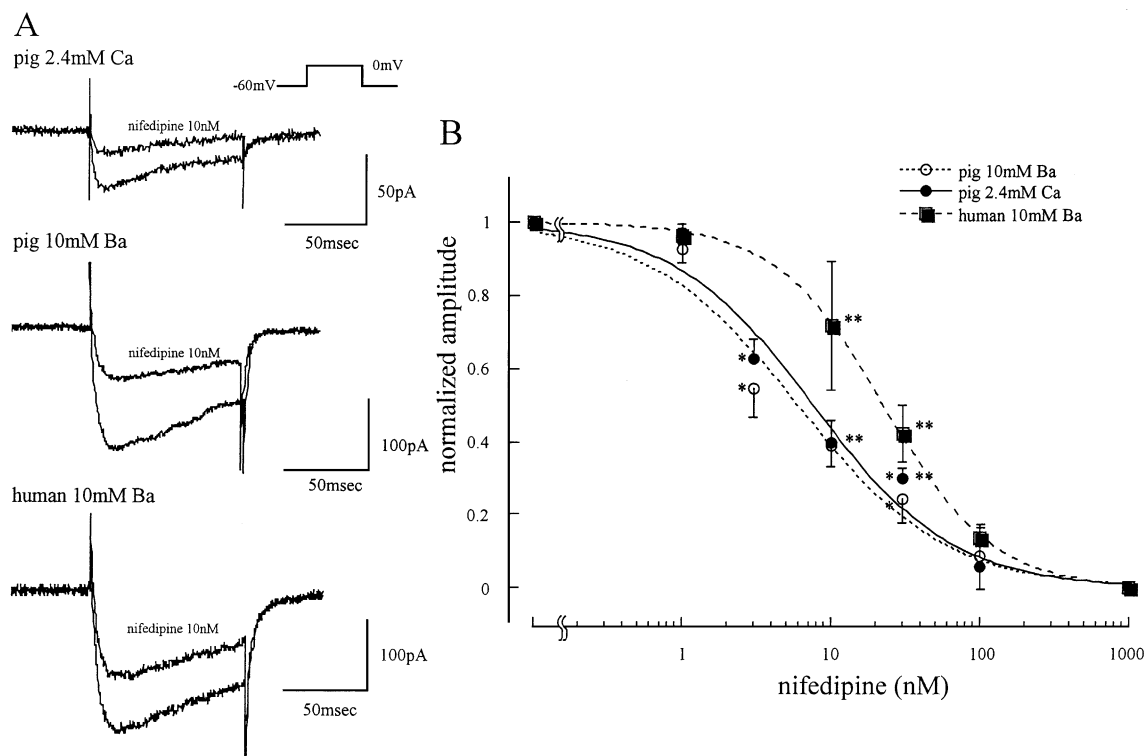 A
pig 2.4mM Ca
0mV
-60mV
nifedipine 10nM
50pA
50msec
pig 10mM Ba
nifedipine 10nM
100pA
50msec
human 10mM Ba
nifedipine 10nM
100pA
50msec
B
pig 10mM Ba
pig 2.4mM Ca
human 10mM Ba
normalized amplitude
1
0.8
0.6
0.4
0.2
0
*
*
**
**
**
* **
*
1 10 100 1000
nifedipine (nM)